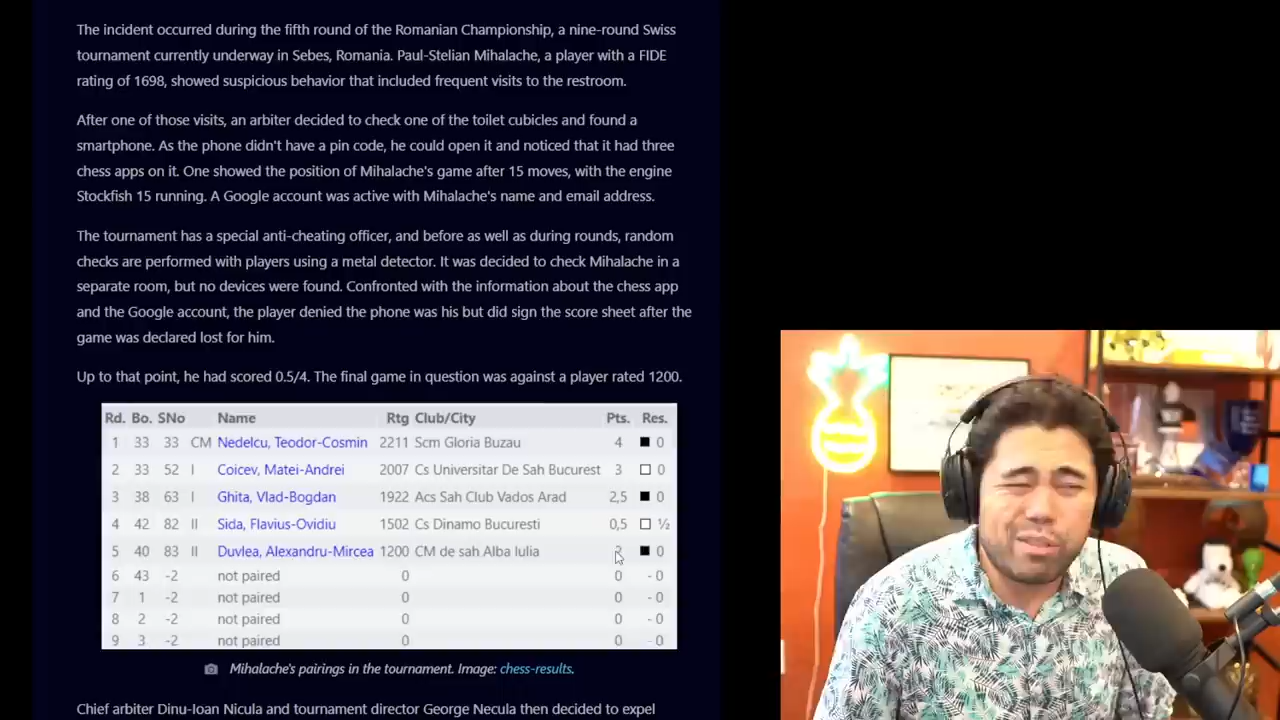 The incident occurred during the fifth round of the Romanian Championship, a nine-round Swiss
tournament currently underway in Sebes, Romania. Paul-Stelian Mihalache, a player with a FIDE
rating of 1698, showed suspicious behavior that included frequent visits to the restroom.
After one of those visits, an arbiter decided to check one of the toilet cubicles and found a
smartphone. As the phone didn't have a pin code, he could open it and noticed that it had three
chess apps on it. One showed the position of Mihalache's game after 15 moves, with the engine
Stockfish 15 running. A Google account was active with Mihalache's name and email address.
The tournament has a special anti-cheating officer, and before as well as during rounds, random
checks are performed with players using a metal detector. It was decided to check Mihalache in a
separate room, but no devices were found. Confronted with the information about the chess app
and the Google account, the player denied the phone was his but did sign the score sheet after the
game was declared lost for him.
Up to that point, he had scored 0.5/4. The final game in question was against a player rated 1200.
Rd. Bo. SNo Name Rtg Club/City Pts. Res.
1 33 33 CM Nedelcu, Teodor-Cosmin 2211 Scm Gloria Buzau 4 0
2 33 52 I Coicev, Matei-Andrei 2007 Cs Universitar De Sah Bucurest 3 0
3 38 63 I Ghita, Vlad-Bogdan 1922 Acs Sah Club Vados Arad 2,5 0
4 42 82 II Sida, Flavius-Ovidiu 1502 Cs Dinamo Bucuresti 0,5 ½
5 40 83 II Duvlea, Alexandru-Mircea 1200 CM de sah Alba Iulia 0
6 43 -2 not paired 0 0 - 0
7 1 -2 not paired 0 0 - 0
8 2 -2 not paired 0 0 - 0
9 3 -2 not paired 0 0 - 0
Mihalache's pairings in the tournament. Image: chess-results.
Chief arbiter Dinu-Ioan Nicula and tournament director George Necula then decided to expel